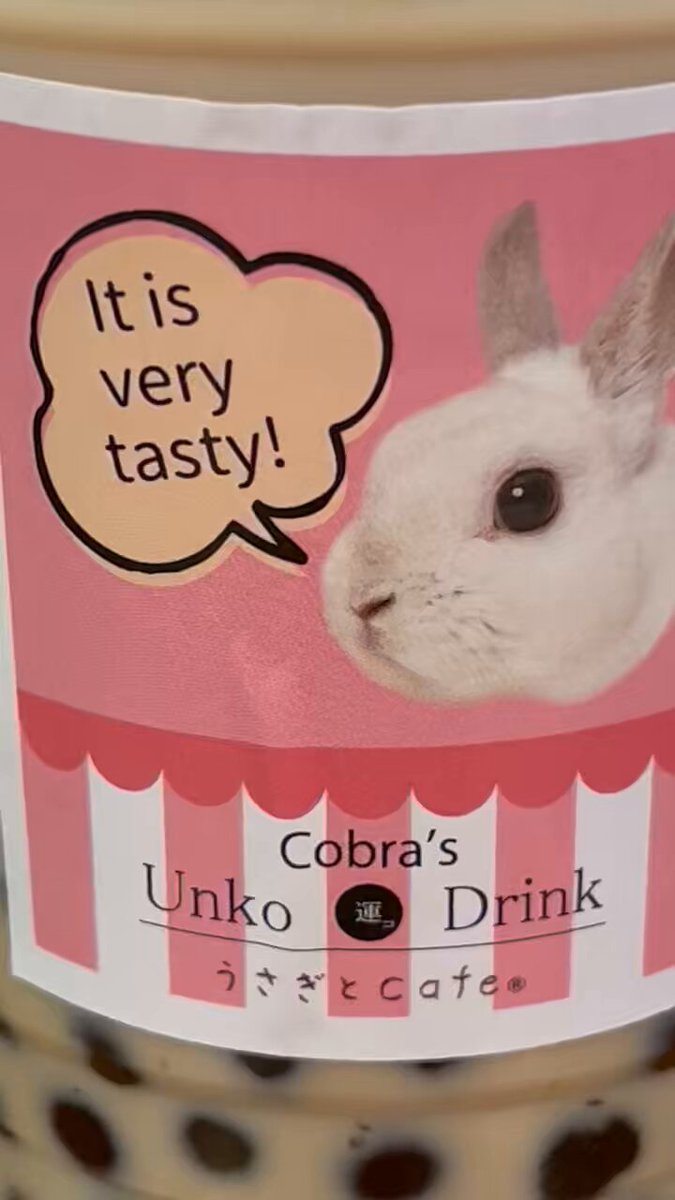 It is
very
tasty!
Cobra's
Unko 運コ Drink
うさぎとcafe®